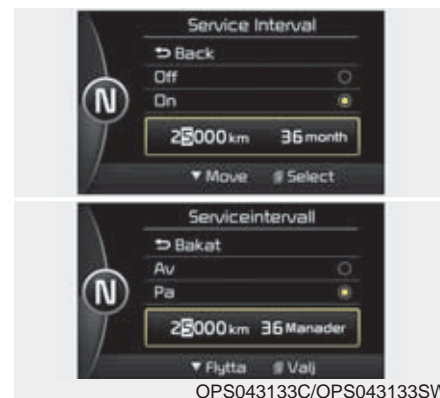 Service Interval
Back
Off
On
N
25000 km 36 month
Move Select
Serviceintervall
Bakat
Av
Pa
N
25000 km 36 Manader
Flytta Valj
OPS043133C/OPS043133SW